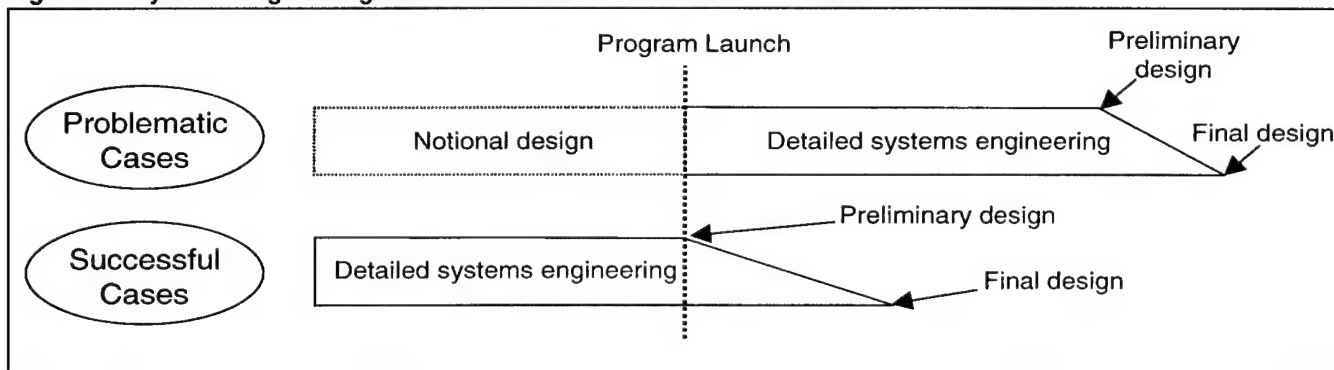 Program Launch
Preliminary
design
Problematic
Cases
Notional design
Detailed systems engineering
Final design
Preliminary design
Successful
Cases
Detailed systems engineering
Final design